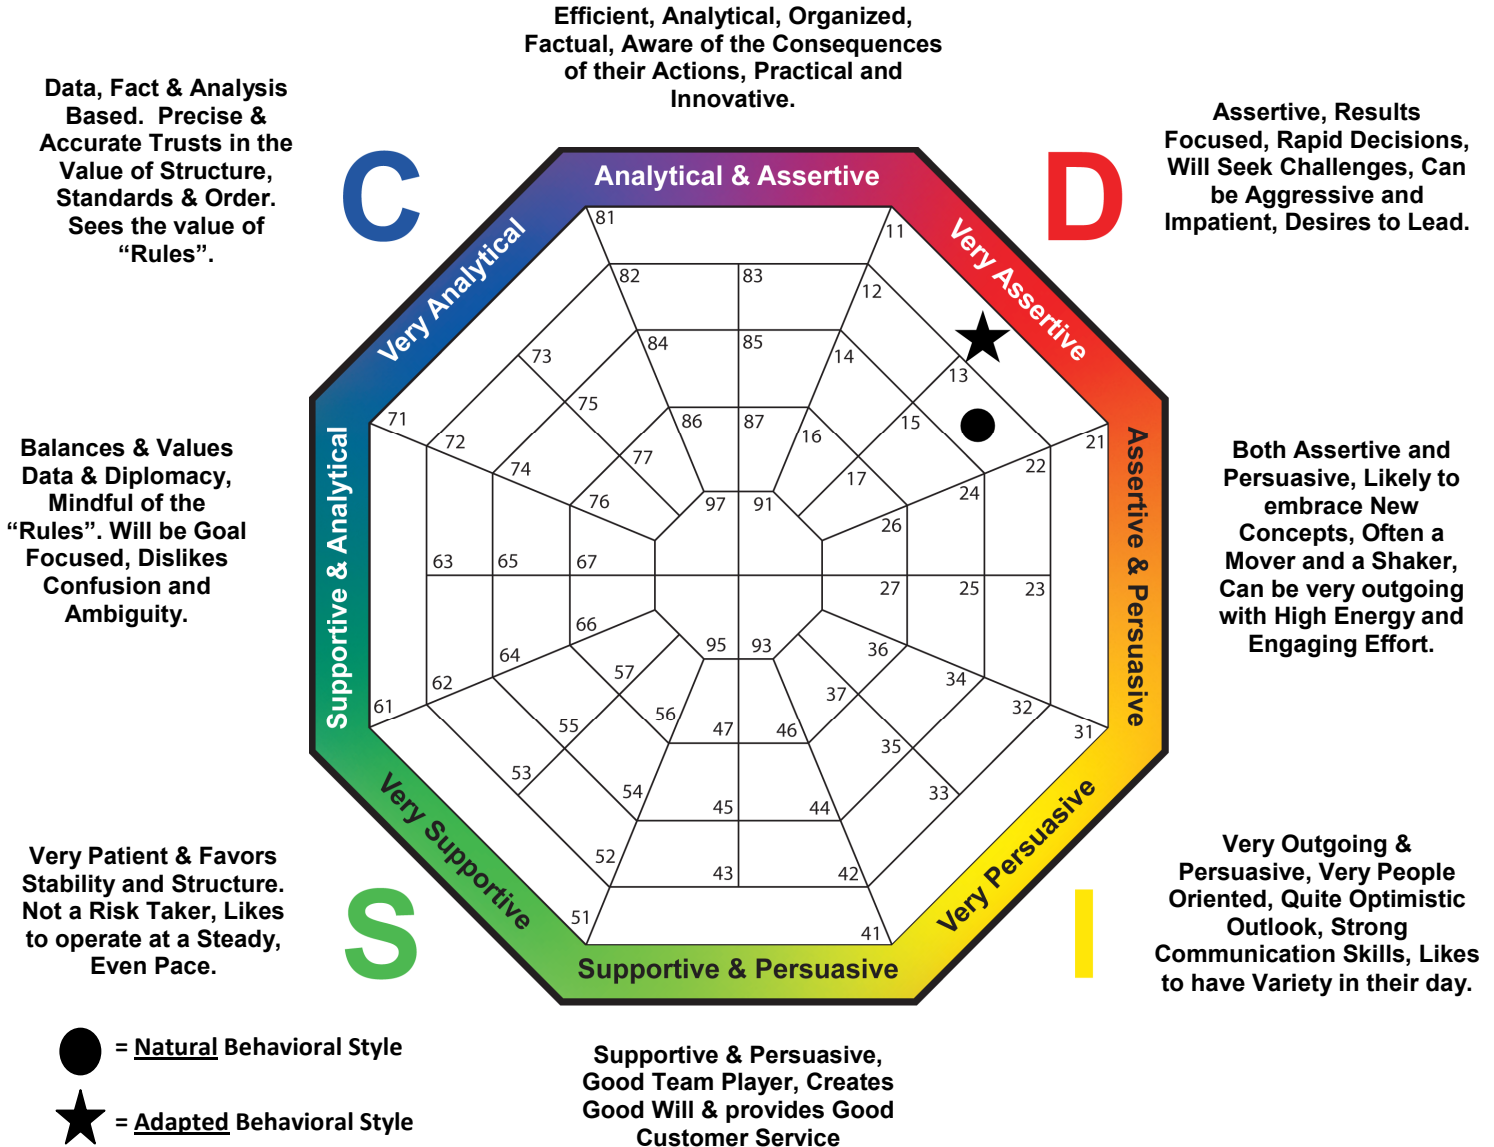 Efficient, Analytical, Organized,
Factual, Aware of the Consequences
of their Actions, Practical and
Innovative.
Data, Fact & Analysis
Based.  Precise &
Accurate Trusts in the
Value of Structure,
Standards & Order.
Sees the value of
“Rules”.
C
D
Assertive, Results
Focused, Rapid Decisions,
Will Seek Challenges, Can
be Aggressive and
Impatient, Desires to Lead.
Analytical & Assertive
Very Analytical
Very Assertive
81
11
82
83
12
84
85
14
73
13
75
86
87
16
15
71
72
77
21
22
74
17
24
76
97
91
26
63
65
67
27
25
23
66
95
93
36
64
57
34
62
37
32
61
56
47
46
31
55
35
53
54
45
44
33
52
43
42
51
41
Supportive & Analytical
Assertive & Persuasive
Balances & Values
Data & Diplomacy,
Mindful of the
“Rules”. Will be Goal
Focused, Dislikes
Confusion and
Ambiguity.
Both Assertive and
Persuasive, Likely to
embrace New
Concepts, Often a
Mover and a Shaker,
Can be very outgoing
with High Energy and
Engaging Effort.
Very Supportive
Very Persuasive
Supportive & Persuasive
Very Patient & Favors
Stability and Structure.
Not a Risk Taker, Likes
to operate at a Steady,
Even Pace.
S
I
Very Outgoing &
Persuasive, Very People
Oriented, Quite Optimistic
Outlook, Strong
Communication Skills, Likes
to have Variety in their day.
= Natural Behavioral Style
= Adapted Behavioral Style
Supportive & Persuasive,
Good Team Player, Creates
Good Will & provides Good
Customer Service